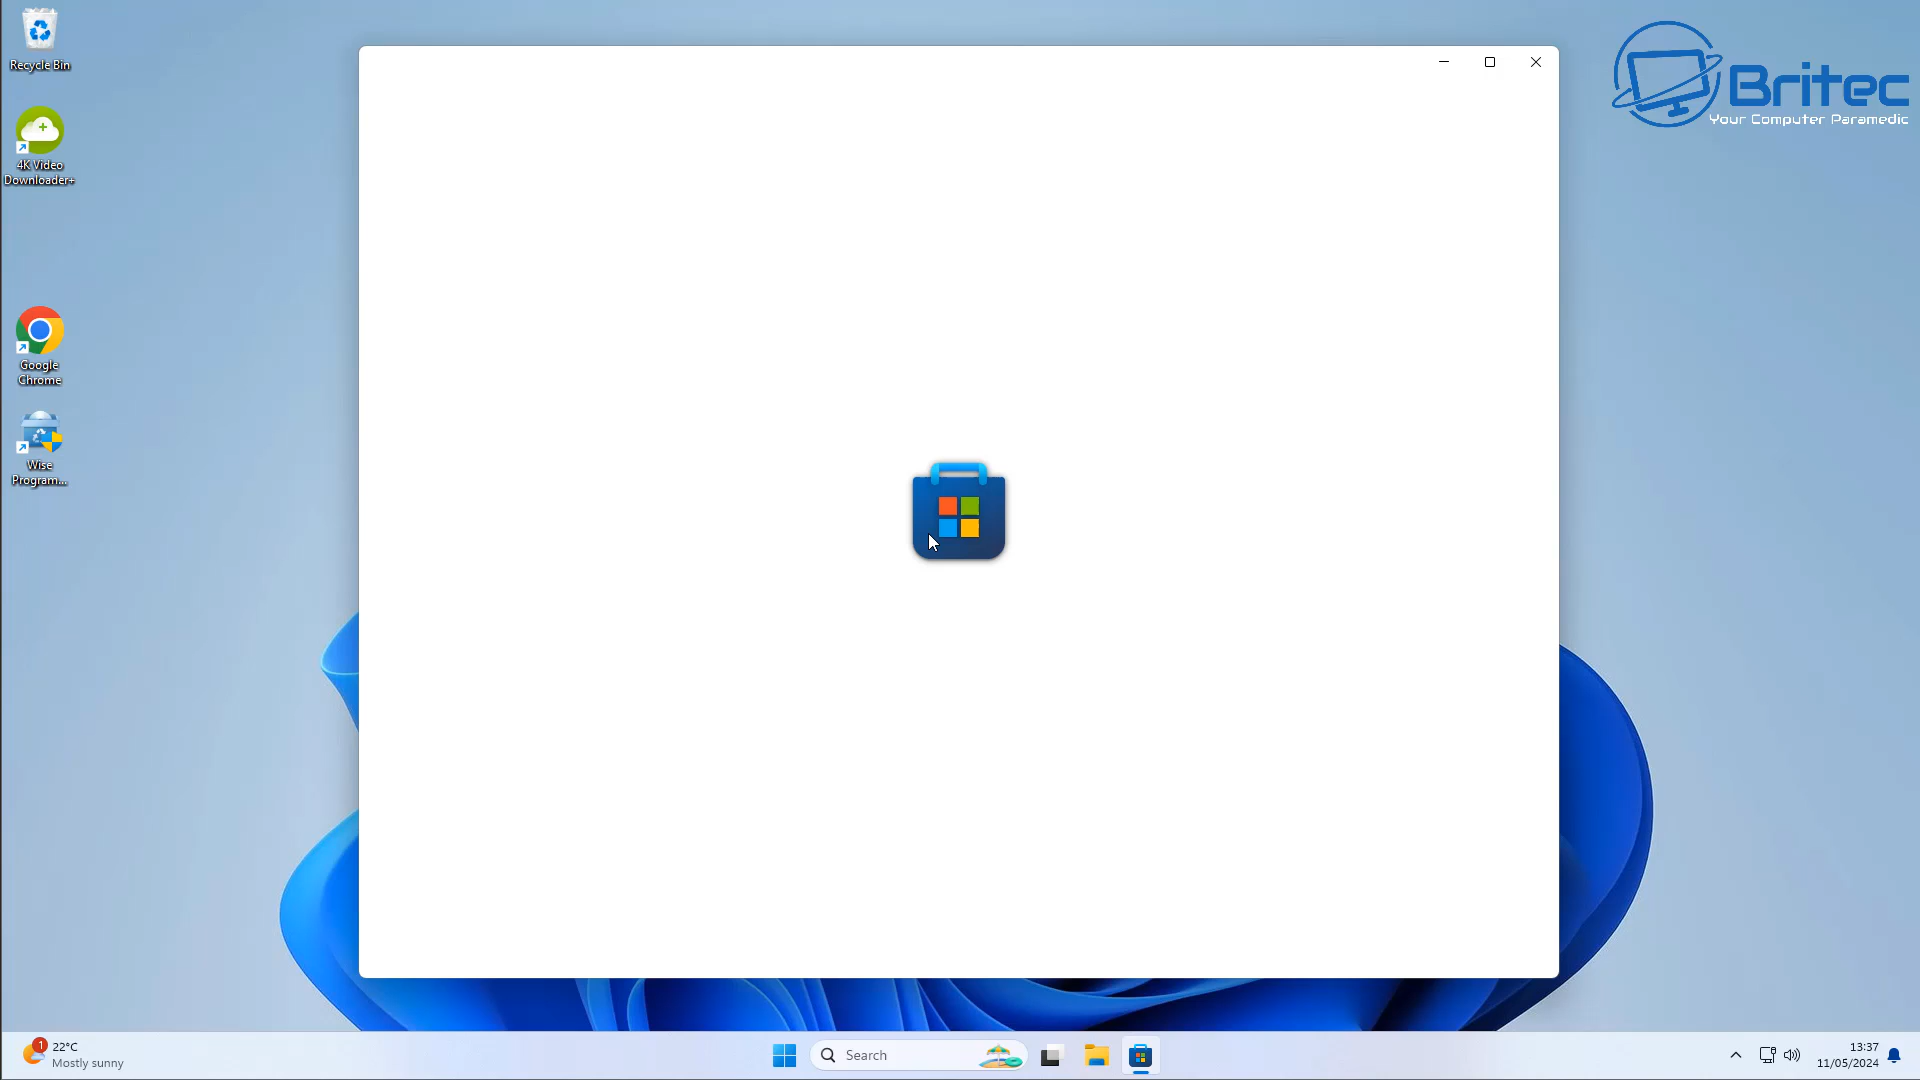 Recycle Bin
4K Video
Downloader+
Google
Chrome
Wise
Program...
Britec
Your Computer Paramedic
1
22°C
Mostly sunny
Search
13:37
11/05/2024